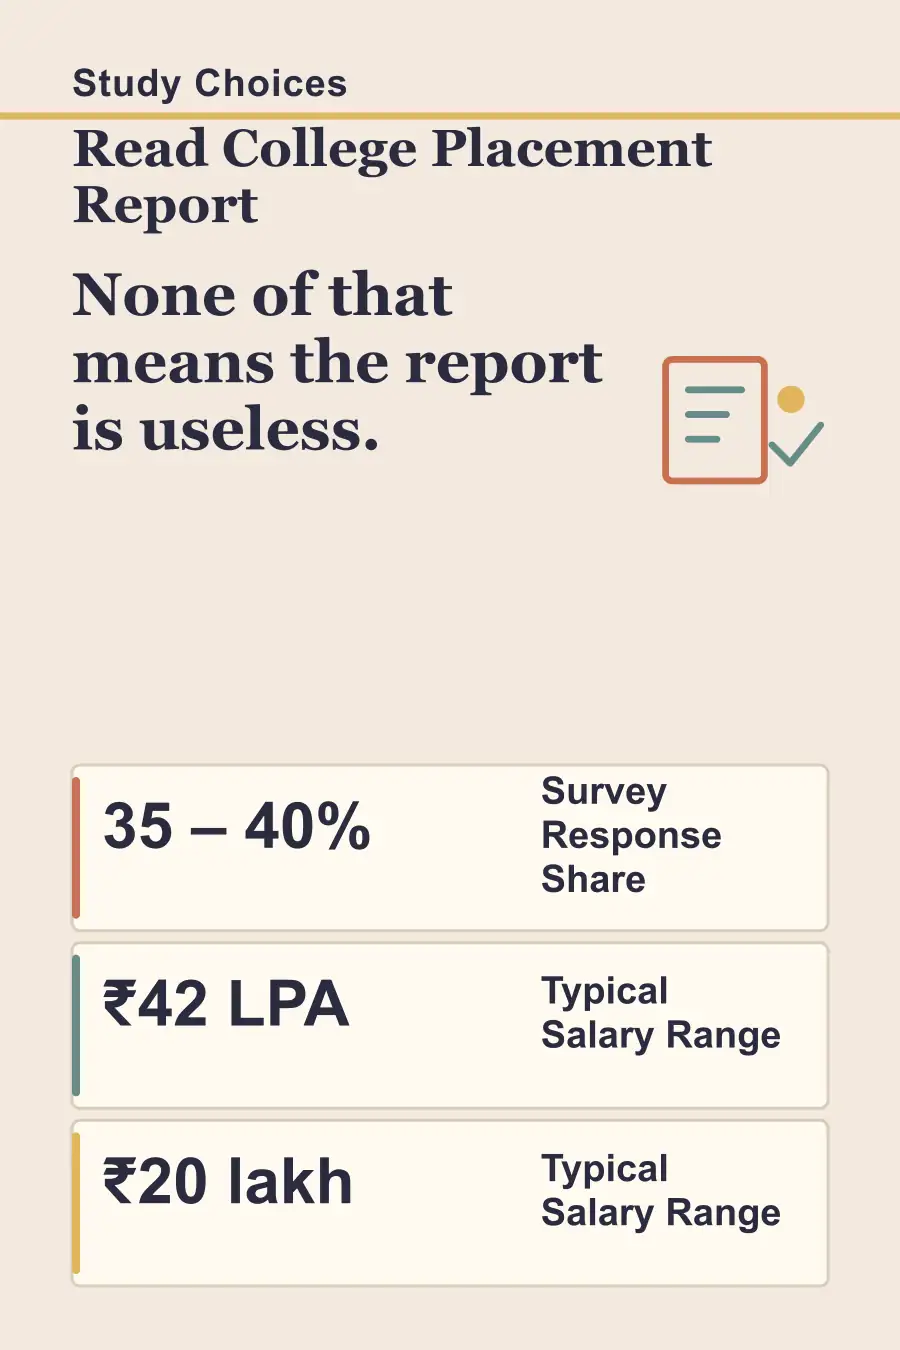 Study Choices
Read College Placement
Report
None of that
means the report
is useless.
35 – 40%
Survey
Response
Share
₹42 LPA
Typical
Salary Range
₹20 lakh
Typical
Salary Range